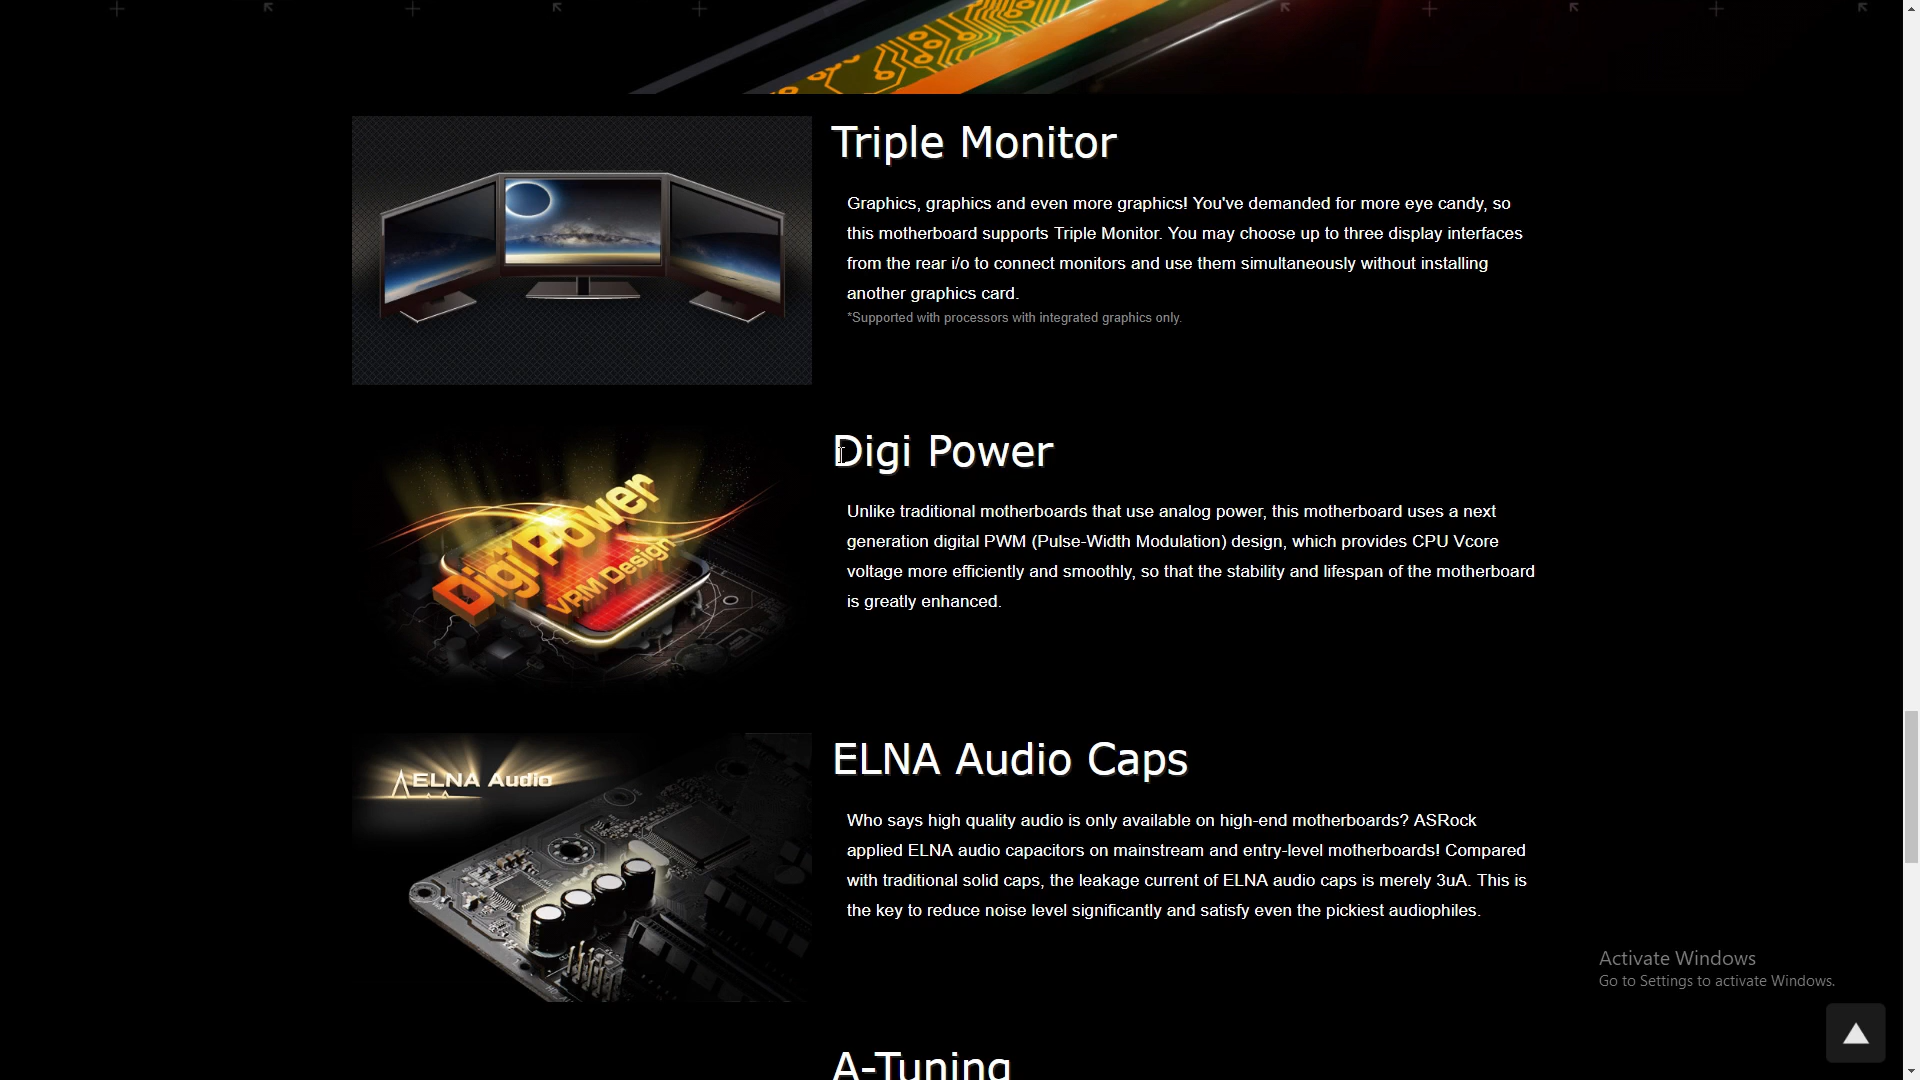 Triple Monitor
Graphics, graphics and even more graphics! You've demanded for more eye candy, so
this motherboard supports Triple Monitor. You may choose up to three display interfaces
from the rear i/o to connect monitors and use them simultaneously without installing
another graphics card.
*Supported with processors with integrated graphics only.
Digi Power
VRM Design
Digi Power
Unlike traditional motherboards that use analog power, this motherboard uses a next
generation digital PWM (Pulse-Width Modulation) design, which provides CPU Vcore
voltage more efficiently and smoothly, so that the stability and lifespan of the motherboard
is greatly enhanced.
ELNA Audio
ELNA Audio Caps
Who says high quality audio is only available on high-end motherboards? ASRock
applied ELNA audio capacitors on mainstream and entry-level motherboards! Compared
with traditional solid caps, the leakage current of ELNA audio caps is merely 3uA. This is
the key to reduce noise level significantly and satisfy even the pickiest audiophiles.
Activate Windows
Go to Settings to activate Windows.
A-Tuning